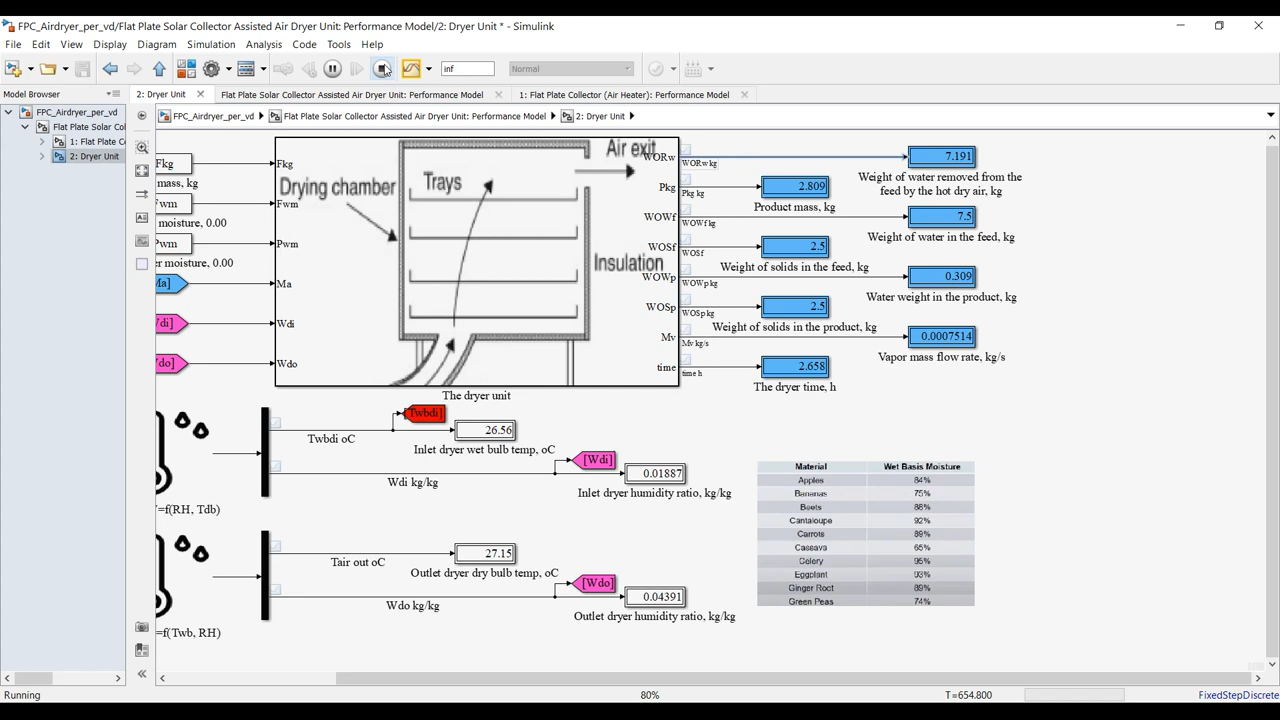 FPC_Airdryer_per_vd/Flat Plate Solar Collector Assisted Air Dryer Unit: Performance Model/2: Dryer Unit * - Simulink
File Edit View Display Diagram Simulation Analysis Code Tools Help
inf Normal
Model Browser
2: Dryer Unit Flat Plate Solar Collector Assisted Air Dryer Unit: Performance Model 1: Flat Plate Collector (Air Heater): Performance Model
FPC_Airdryer_per_vd Flat Plate Solar Collector Assisted Air Dryer Unit: Performance Model 2: Dryer Unit
FPC_Airdryer_per_vd
Flat Plate Solar Col
1: Flat Plate C
2: Dryer Unit
Fkg
mass, kg
moisture, 0.00
Pwm
er moisture, 0.00
Ma]
di]
Fkg
Fwm
Pwm
Ma
Wdi
Wdo
Drying chamber
Trays
Air exit
Insulation
The dryer unit
WORw
Pkg
WOWf
WOSf
WOWp
WOSp
Mv
time
WORw kg
Pkg kg
WOWf kg
WOSf
WOWp kg
WOSp kg
Mv kg/s
time h
7.191
Weight of water removed from the
feed by the hot dry air, kg
2.809
Product mass, kg
7.5
Weight of water in the feed, kg
2.5
Weight of solids in the feed, kg
0.309
Water weight in the product, kg
2.5
Weight of solids in the product, kg
0.0007514
Vapor mass flow rate, kg/s
2.658
The dryer time, h
[Twbdi]
Twbdi oC
26.56
Inlet dryer wet bulb temp, oC
[Wdi]
Wdi kg/kg
0.01887
Inlet dryer humidity ratio, kg/kg
=f(RH, Tdb)
Tair out oC
27.15
Outlet dryer dry bulb temp, oC
[Wdo]
Wdo kg/kg
0.04391
Outlet dryer humidity ratio, kg/kg
=f(Twb, RH)
Material Wet Basis Moisture
Apples 84%
Bananas 75%
Beets 88%
Cantaloupe 92%
Carrots 89%
Cassava 65%
Celery 95%
Eggplant 93%
Ginger Root 89%
Green Peas 74%
Running 80% T=654.800 FixedStepDiscrete